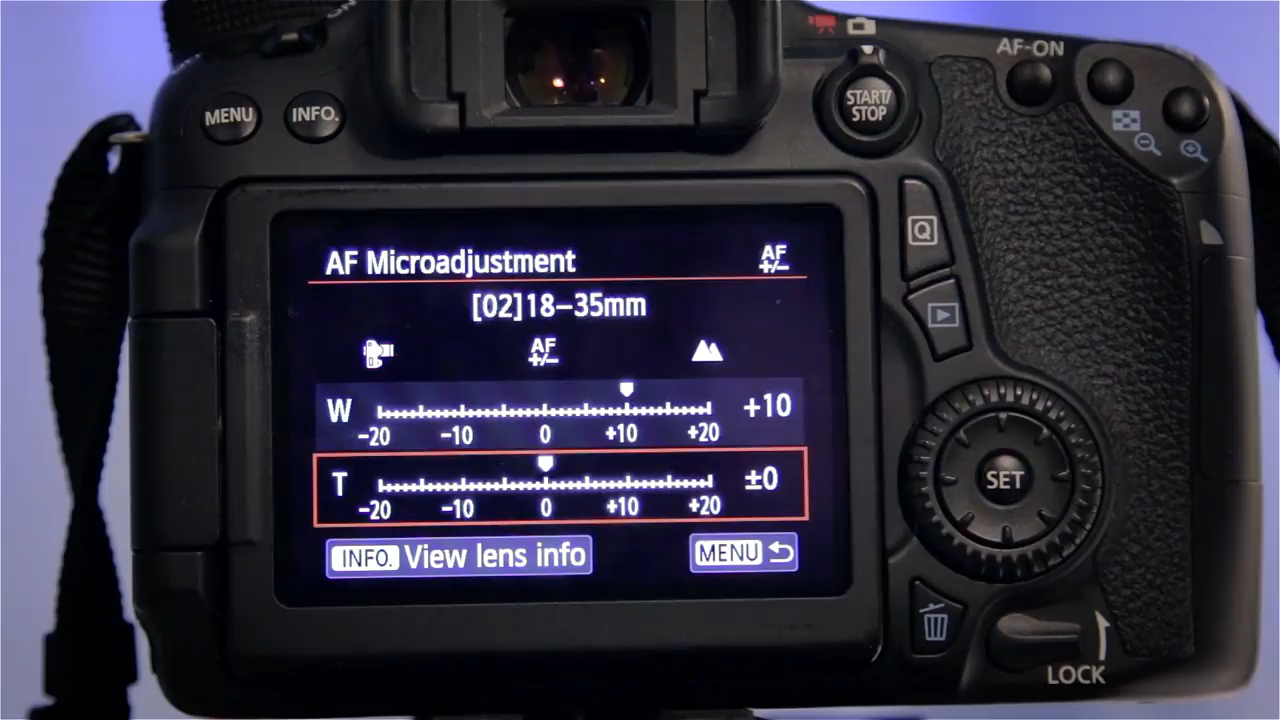 ON
AF-ON
MENU INFO.
START/
STOP
Q
AF Microadjustment AF
+/−
[02]18−35mm
AF
+/−
W +10
−20 −10 0 +10 +20
T ±0
−20 −10 0 +10 +20
SET
INFO. View lens info MENU
LOCK